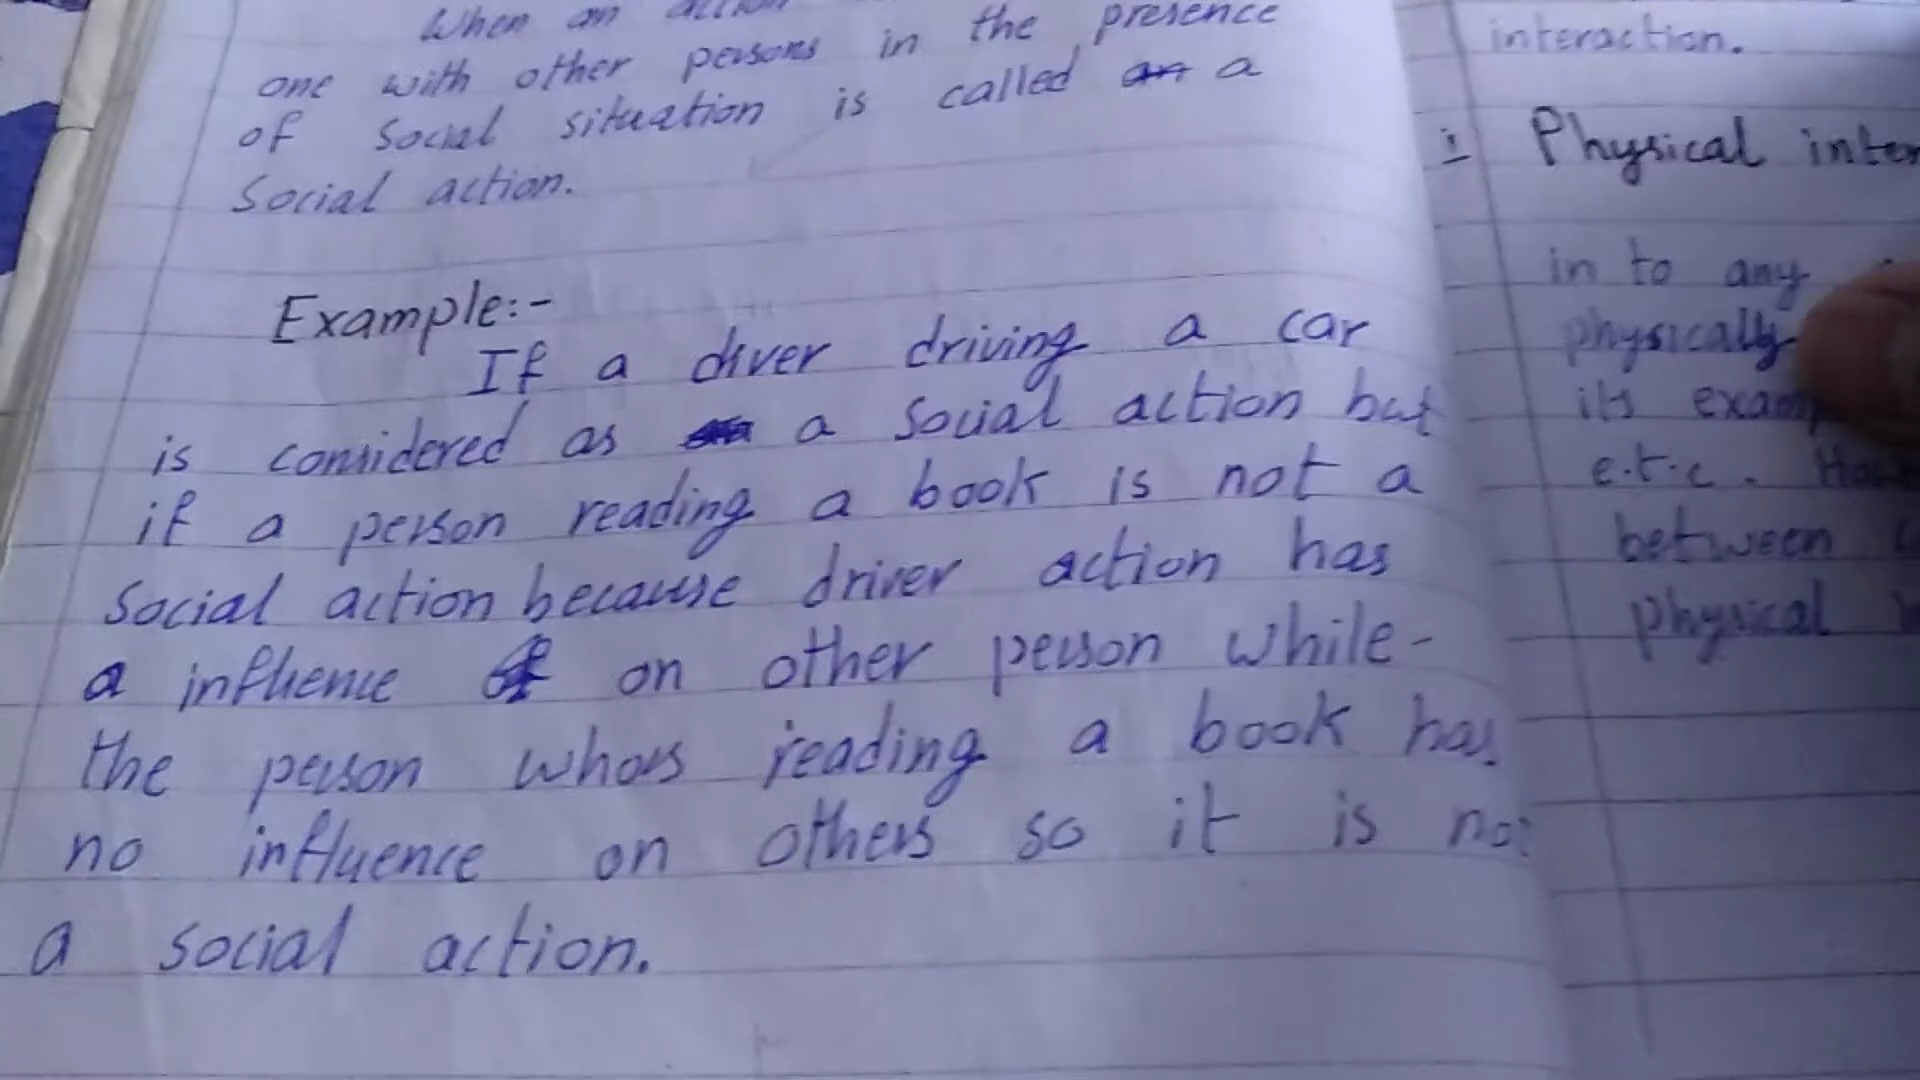 When an action
one with other persons in the presence
of Social situation is called a
Social action.
Example:-
If a driver driving a car
is considered as a Social action but
if a person reading a book is not a
Social action because driver action has
a influence on other person while-
the person whors reading a book has
no influence on others so it is not
a social action.
interaction.
i Physical inter
in to any
physically
its examp
e.t.c.
between
physical